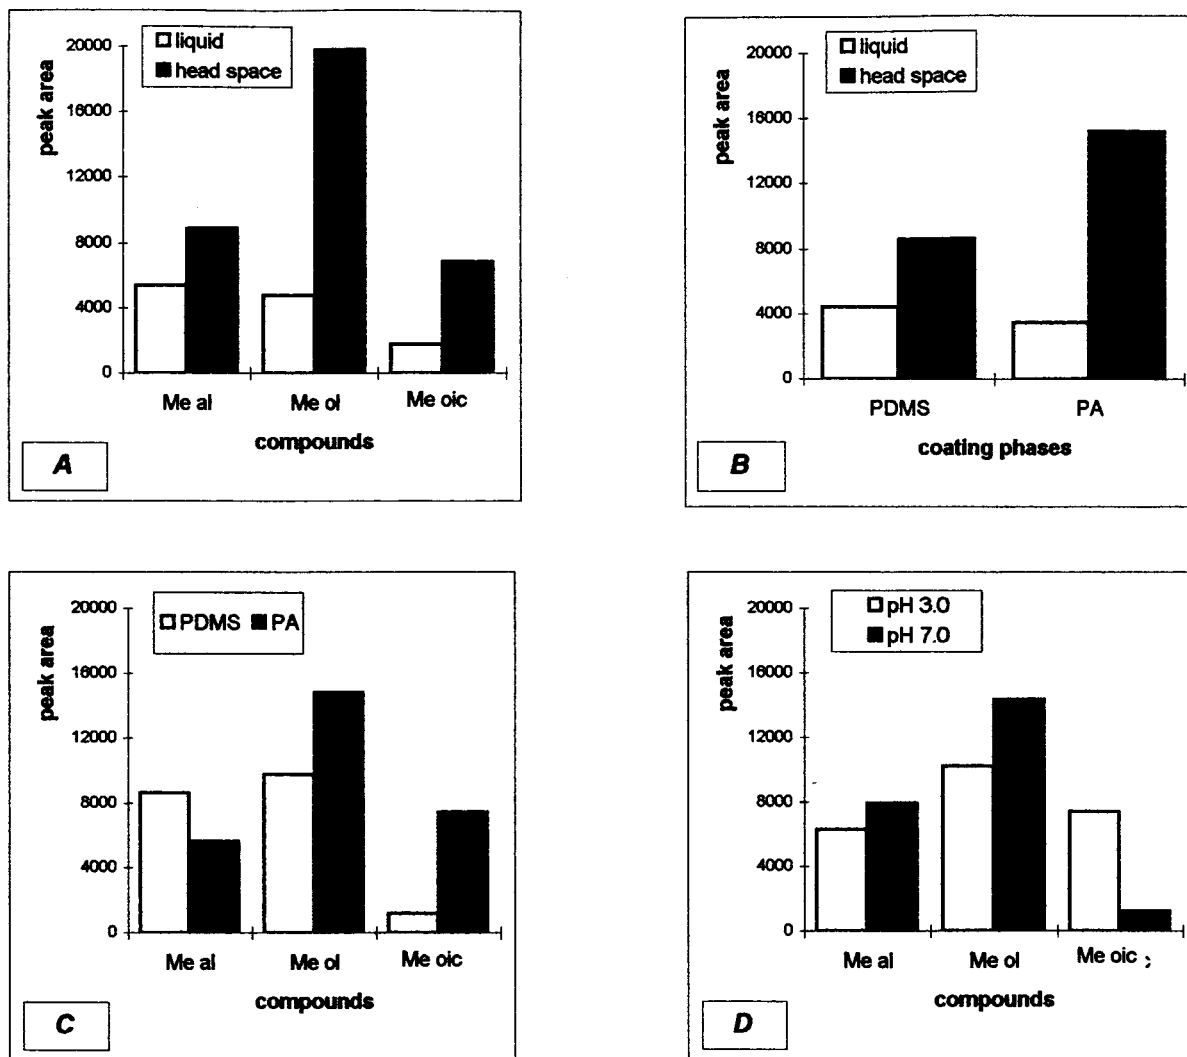 liquid
head space
peak area
20000
16000
12000
8000
4000
0
Me al Me ol Me oic
compounds
A
liquid
head space
peak area
20000
16000
12000
8000
4000
0
PDMS PA
coating phases
B
PDMS PA
peak area
20000
16000
12000
8000
4000
0
Me al Me ol Me oic
compounds
C
pH 3.0
pH 7.0
peak area
20000
16000
12000
8000
4000
0
Me al Me ol Me oic
compounds
D